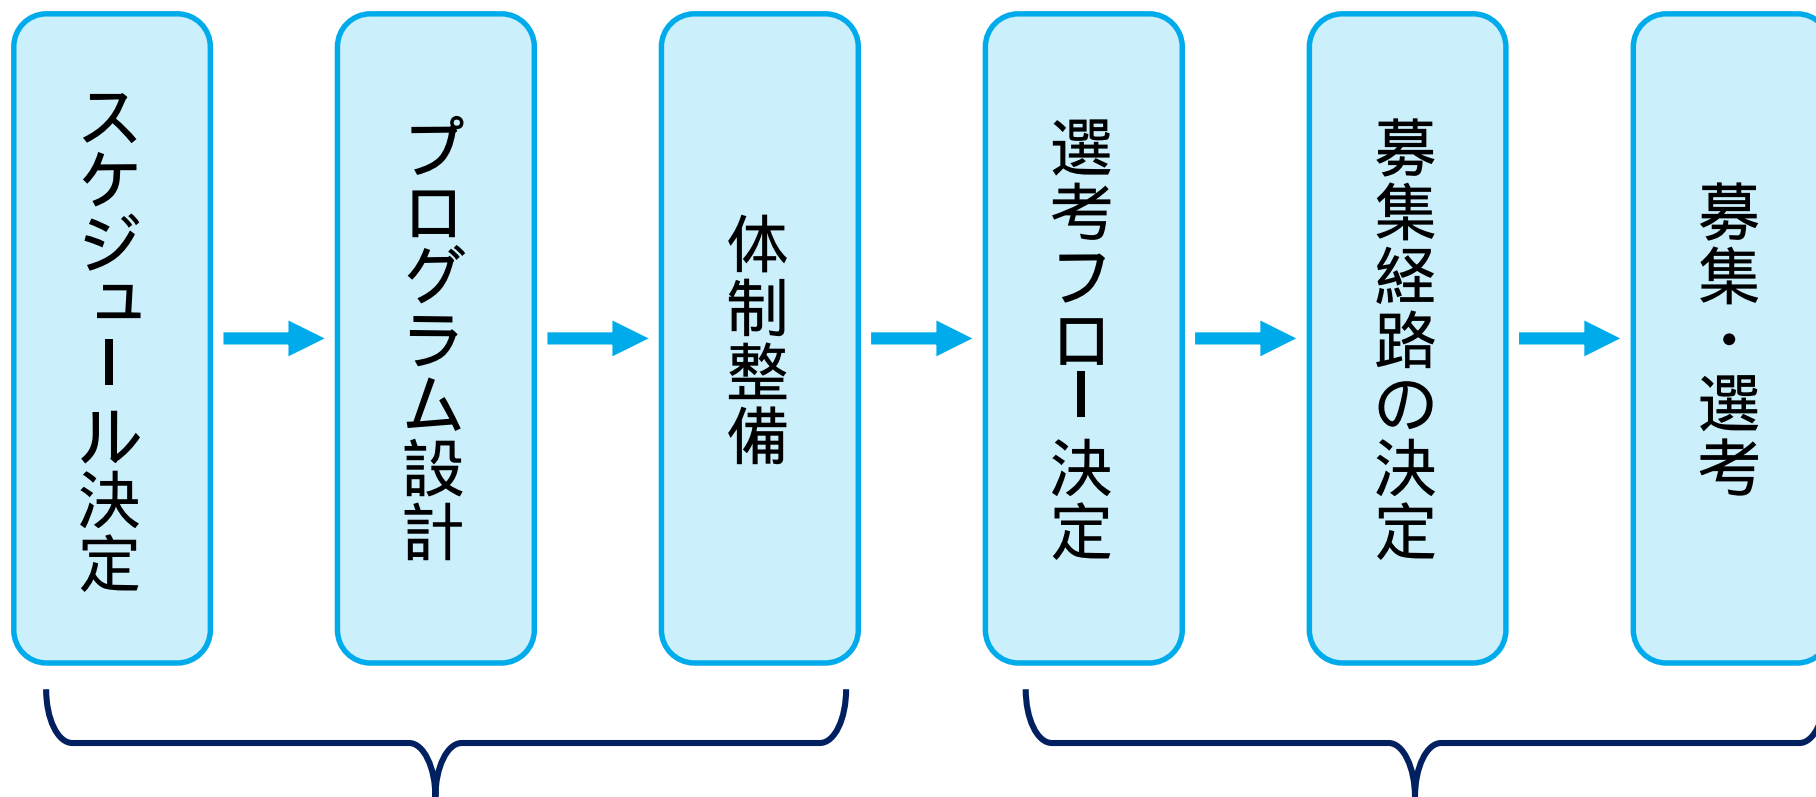 スケジュール決定
プログラム設計
体制整備
選考フロー決定
募集経路の決定
募集・選考